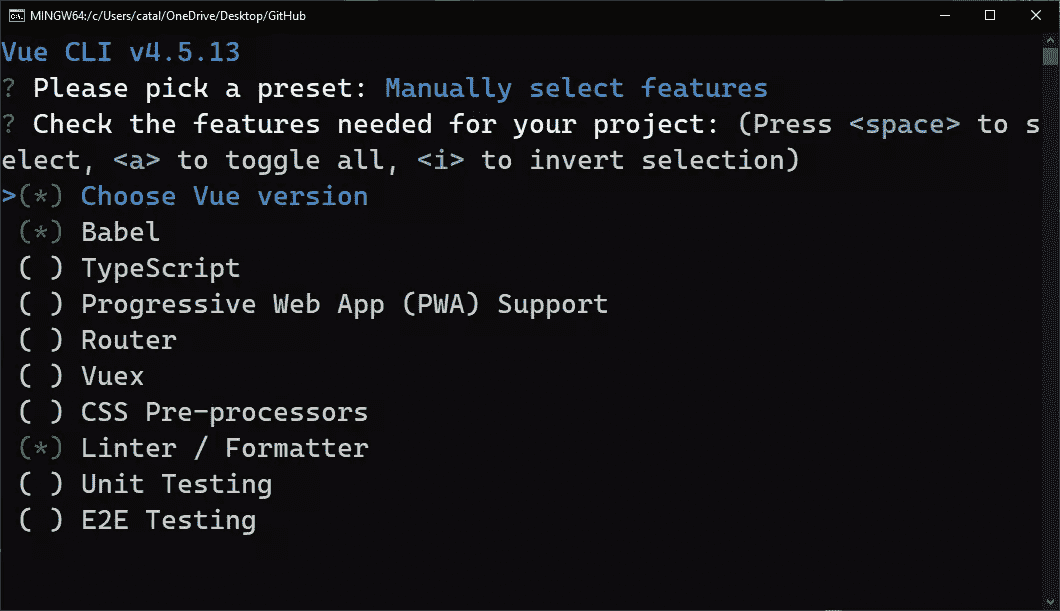 MINGW64:/c/Users/catal/OneDrive/Desktop/GitHub
Vue CLI v4.5.13
? Please pick a preset: Manually select features
? Check the features needed for your project: (Press <space> to s
elect, <a> to toggle all, <i> to invert selection)
>(*) Choose Vue version
(*) Babel
( ) TypeScript
( ) Progressive Web App (PWA) Support
( ) Router
( ) Vuex
( ) CSS Pre-processors
(*) Linter / Formatter
( ) Unit Testing
( ) E2E Testing